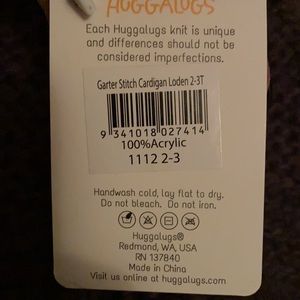 HUGGALUGS
Each Huggalugs knit is unique
and differences should not be
considered imperfections.
Garter Stitch Cardigan Loden 2-3T
9 341018 027414
100%Acrylic
1112 2-3
Handwash cold, lay flat to dry.
Do not bleach. Do not iron.
Huggalugs®
Redmond, WA, USA
RN 137840
Made in China
Visit us online at huggalugs.com